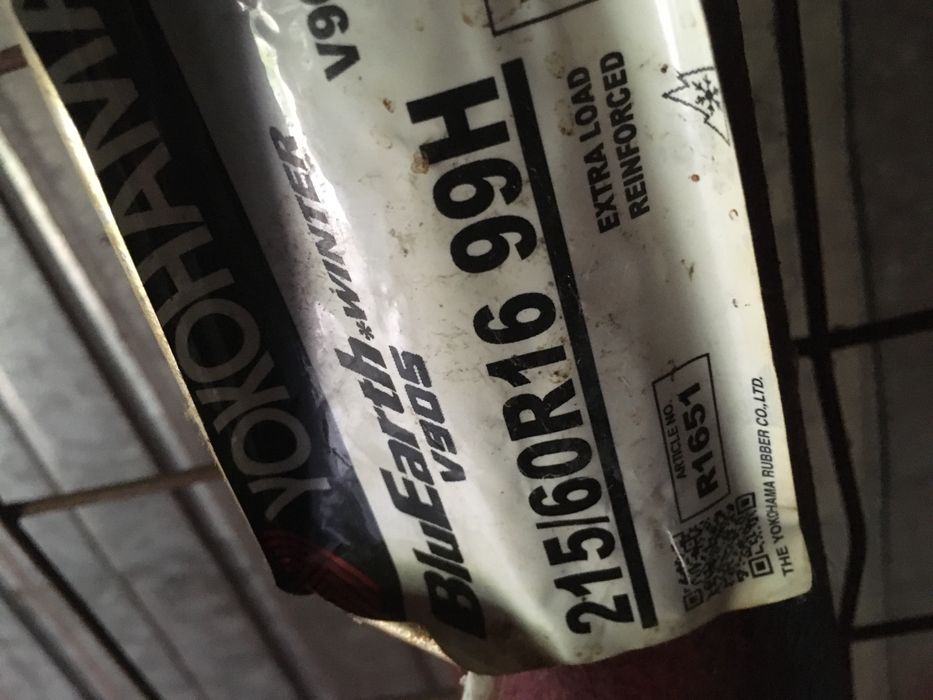 YOKOHAMA
BluEarth*WINTER V90
V905
215/60R16 99H
EXTRA LOAD
REINFORCED
ARTICLE NO.
R1651
THE YOKOHAMA RUBBER CO.,LTD.